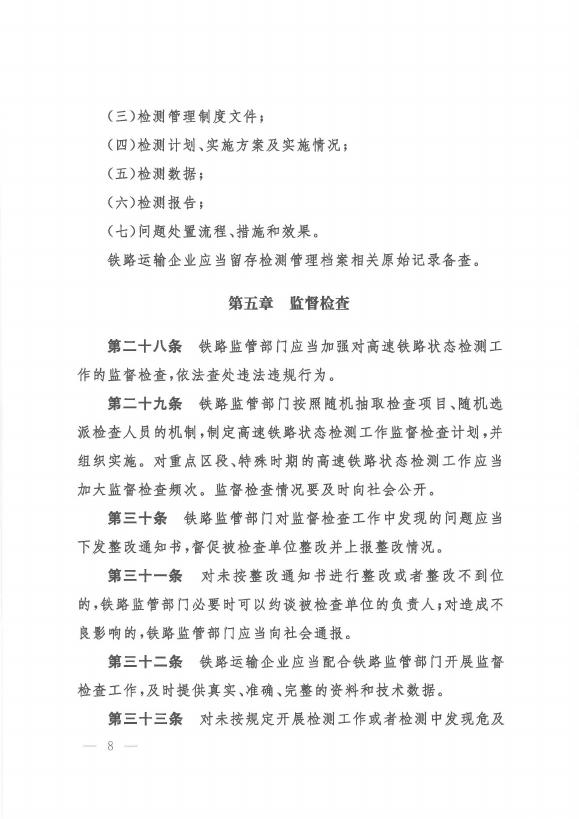 （三）检测管理制度文件；
（四）检测计划、实施方案及实施情况；
（五）检测数据；
（六）检测报告；
（七）问题处置流程、措施和效果。
铁路运输企业应当留存检测管理档案相关原始记录备查。
第五章　监督检查
第二十八条　铁路监管部门应当加强对高速铁路状态检测工
作的监督检查，依法查处违法违规行为。
第二十九条　铁路监管部门按照随机抽取检查项目、随机选
派检查人员的机制，制定高速铁路状态检测工作监督检查计划，并
组织实施。对重点区段、特殊时期的高速铁路状态检测工作应当
加大监督检查频次。监督检查情况要及时向社会公开。
第三十条　铁路监管部门对监督检查工作中发现的问题应当
下发整改通知书，督促被检查单位整改并上报整改情况。
第三十一条　对未按整改通知书进行整改或者整改不到位
的，铁路监管部门必要时可以约谈被检查单位的负责人；对造成不
良影响的，铁路监管部门应当向社会通报。
第三十二条　铁路运输企业应当配合铁路监管部门开展监督
检查工作，及时提供真实、准确、完整的资料和技术数据。
第三十三条　对未按规定开展检测工作或者检测中发现危及
— 8 —